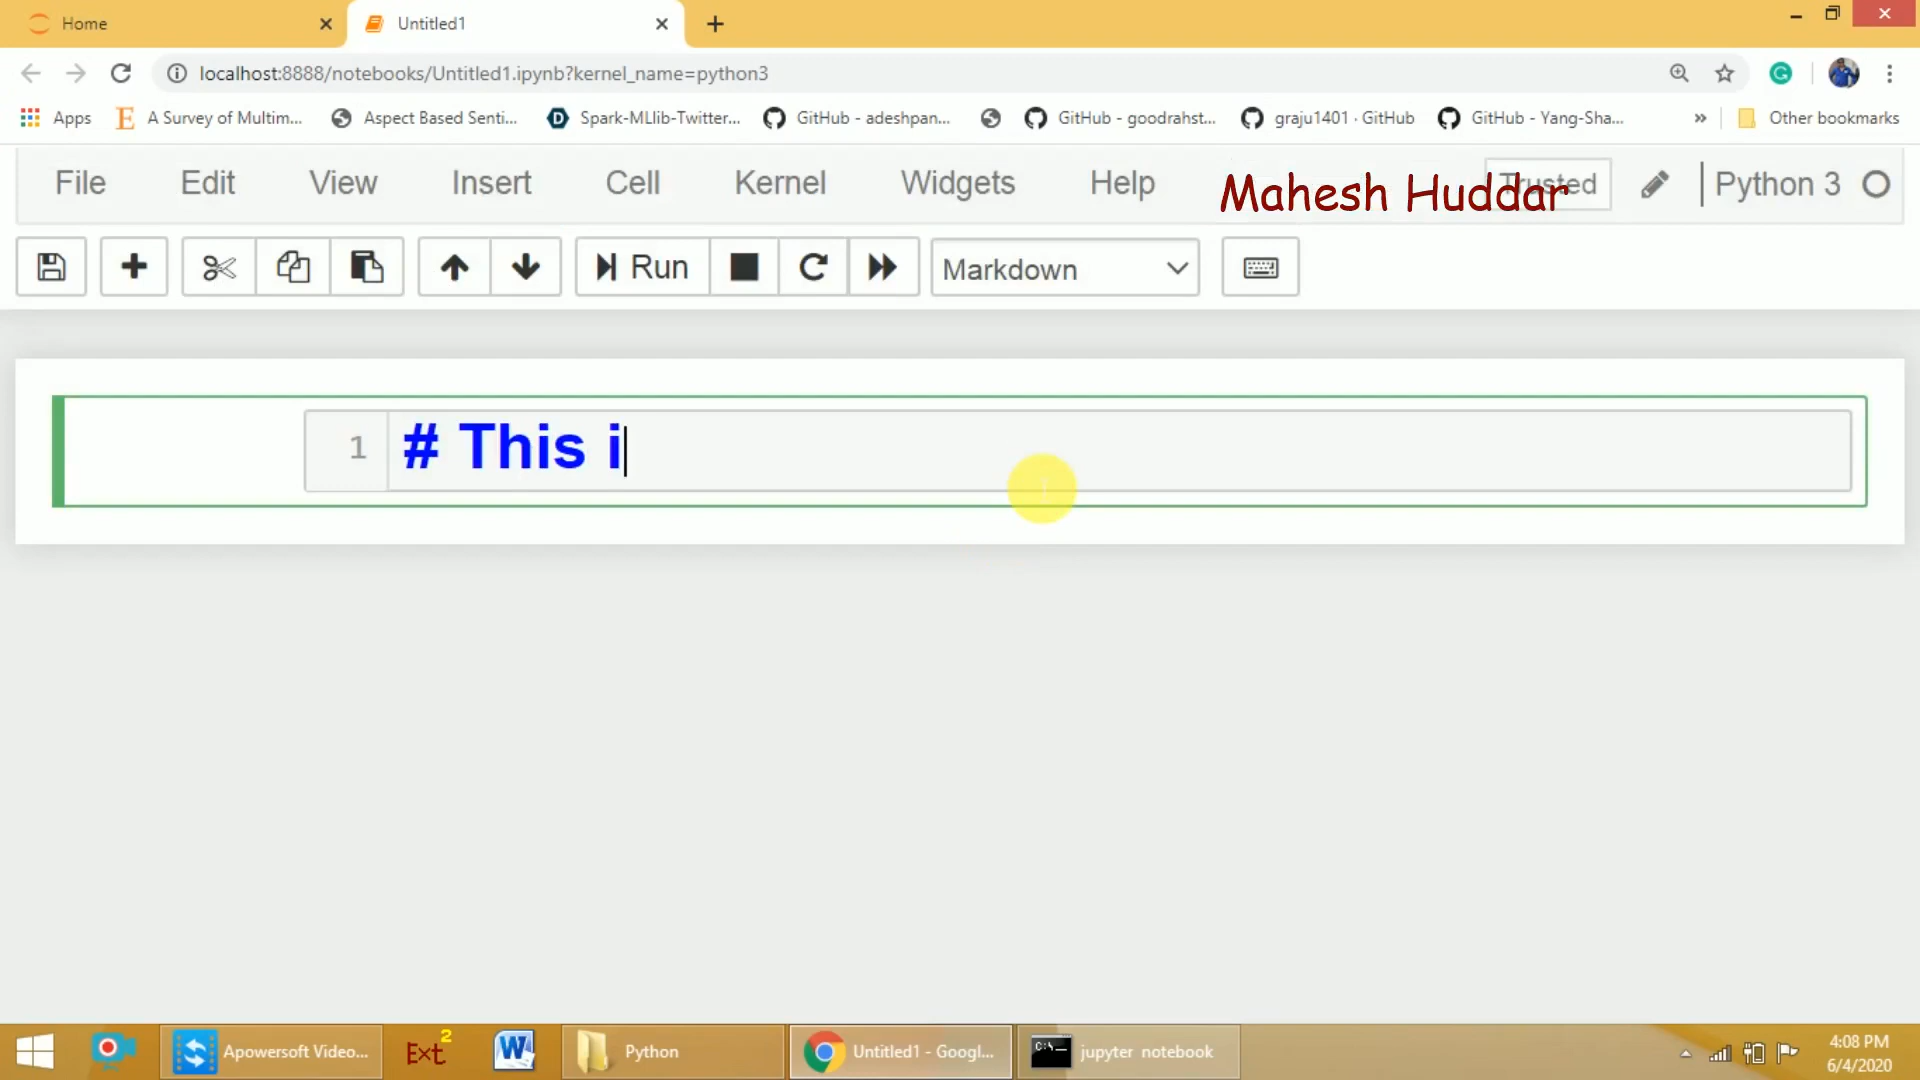 Home
Untitled1
localhost:8888/notebooks/Untitled1.ipynb?kernel_name=python3
Apps
A Survey of Multim...
Aspect Based Senti...
Spark-MLlib-Twitter...
GitHub - adeshpan...
GitHub - goodrahst...
graju1401 · GitHub
GitHub - Yang-Sha...
»
Other bookmarks
File
Edit
View
Insert
Cell
Kernel
Widgets
Help
Mahesh Huddar
Trusted
Python 3
Run
Markdown
1
# This i
Apowersoft Video...
Ext2
Python
Untitled1 - Googl...
C:\
jupyter notebook
4:08 PM
6/4/2020